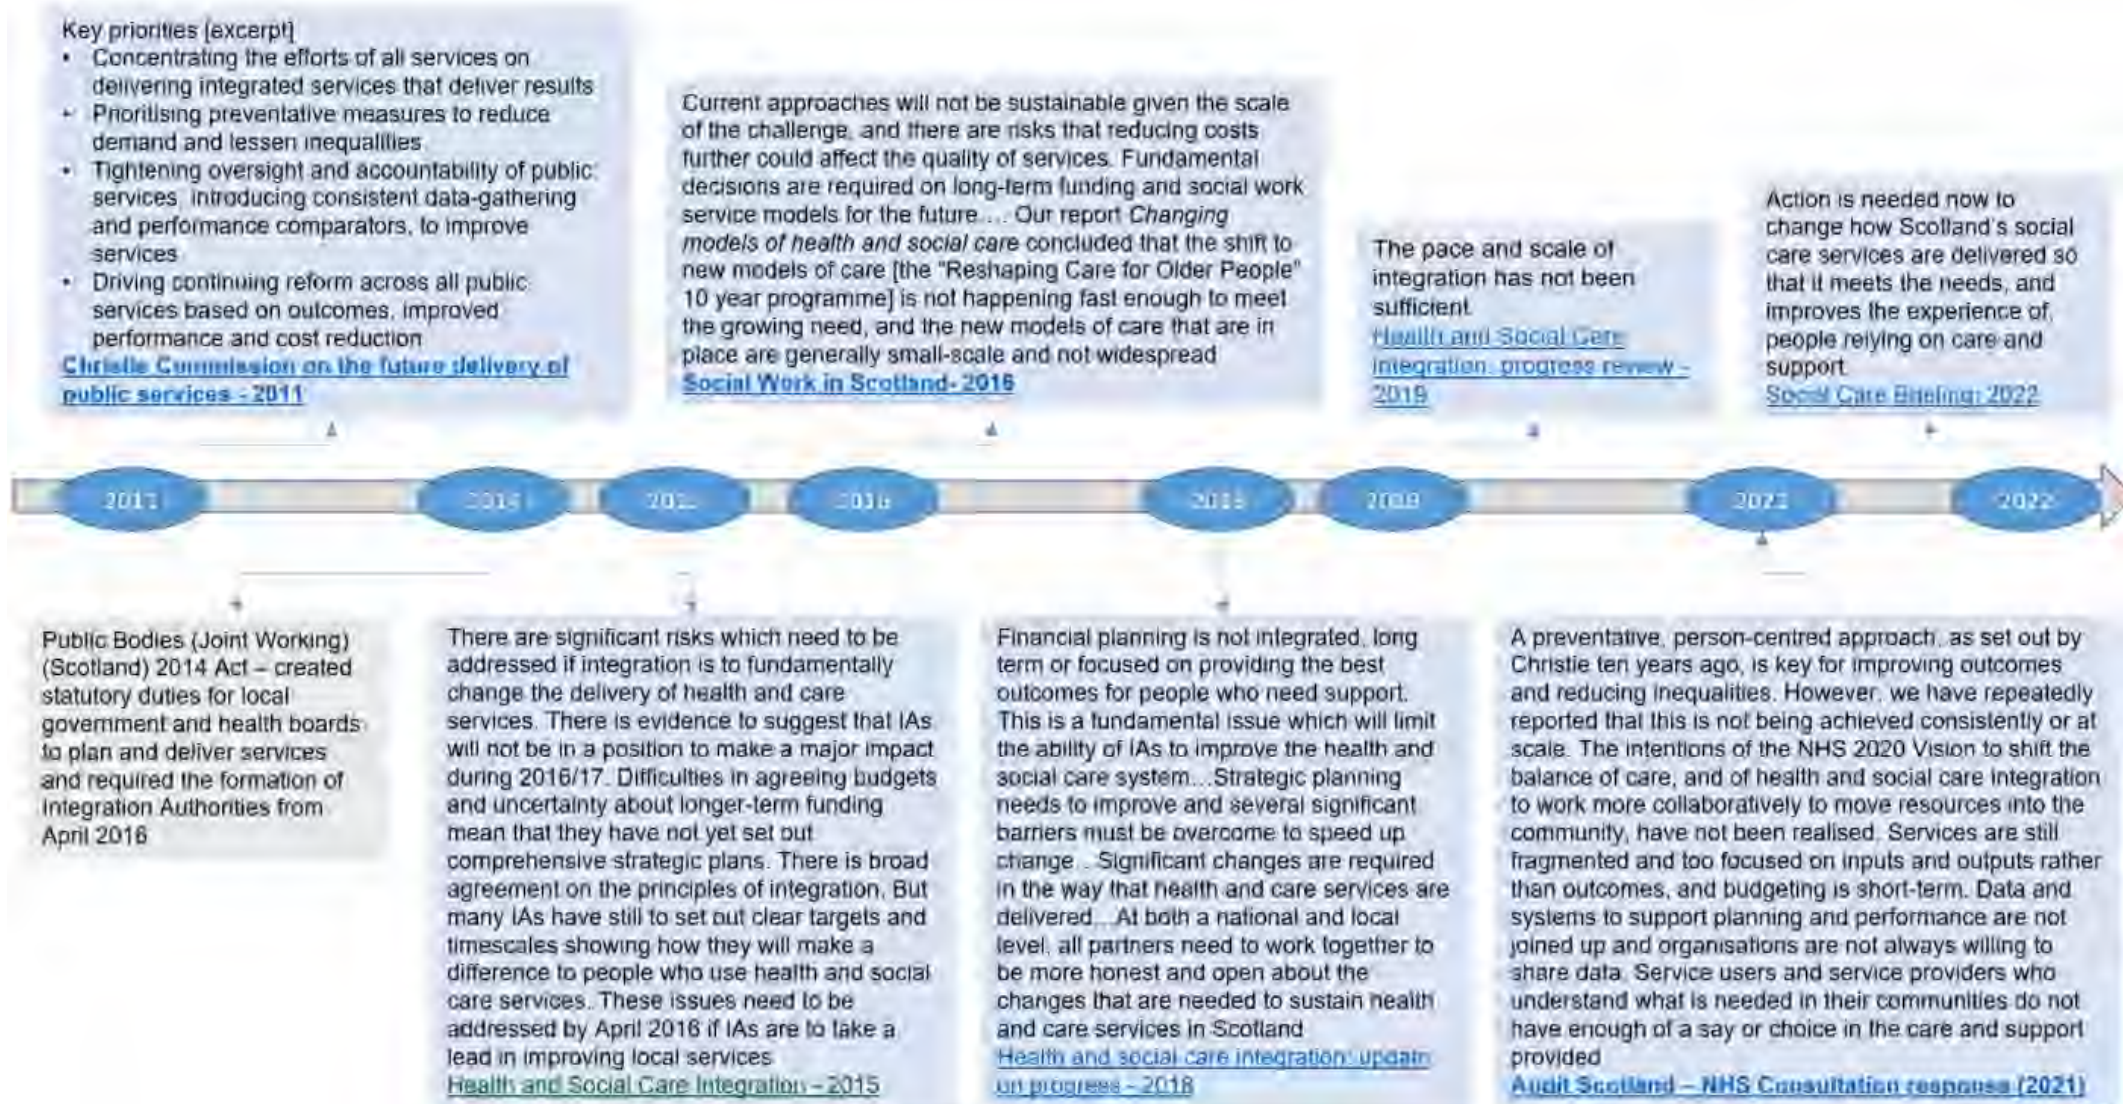 Key priorities [excerpt]
• Concentrating the efforts of all services on
delivering integrated services that deliver results
• Prioritising preventative measures to reduce
demand and lessen inequalities
• Tightening oversight and accountability of public
services, introducing consistent data-gathering
and performance comparators, to improve
services
• Driving continuing reform across all public
services based on outcomes, improved
performance and cost reduction
Christie Commission on the future delivery of
public services - 2011
Current approaches will not be sustainable given the scale
of the challenge, and there are risks that reducing costs
further could affect the quality of services. Fundamental
decisions are required on long-term funding and social work
service models for the future.... Our report Changing
models of health and social care concluded that the shift to
new models of care [the "Reshaping Care for Older People"
10 year programme] is not happening fast enough to meet
the growing need, and the new models of care that are in
place are generally small-scale and not widespread
Social Work in Scotland- 2016
The pace and scale of
integration has not been
sufficient
Health and Social Care
Integration: progress review -
2019
Action is needed now to
change how Scotland's social
care services are delivered so
that it meets the needs, and
improves the experience of,
people relying on care and
support
Social Care Briefing: 2022
2011
2014
2016
2019
2021
2022
Public Bodies (Joint Working)
(Scotland) 2014 Act – created
statutory duties for local
government and health boards
to plan and deliver services
and required the formation of
Integration Authorities from
April 2016
There are significant risks which need to be
addressed if integration is to fundamentally
change the delivery of health and care
services. There is evidence to suggest that IAs
will not be in a position to make a major impact
during 2016/17. Difficulties in agreeing budgets
and uncertainty about longer-term funding
mean that they have not yet set out
comprehensive strategic plans. There is broad
agreement on the principles of integration. But
many IAs have still to set out clear targets and
timescales showing how they will make a
difference to people who use health and social
care services. These issues need to be
addressed by April 2016 if IAs are to take a
lead in improving local services
Health and Social Care Integration – 2015
Financial planning is not integrated, long
term or focused on providing the best
outcomes for people who need support.
This is a fundamental issue which will limit
the ability of IAs to improve the health and
social care system...Strategic planning
needs to improve and several significant
barriers must be overcome to speed up
change...Significant changes are required
in the way that health and care services are
delivered...At both a national and local
level, all partners need to work together to
be more honest and open about the
changes that are needed to sustain health
and care services in Scotland
Health and social care integration: update
on progress - 2018
A preventative, person-centred approach, as set out by
Christie ten years ago, is key for improving outcomes
and reducing inequalities. However, we have repeatedly
reported that this is not being achieved consistently or at
scale. The intentions of the NHS 2020 Vision to shift the
balance of care, and of health and social care integration
to work more collaboratively to move resources into the
community, have not been realised. Services are still
fragmented and too focused on inputs and outputs rather
than outcomes, and budgeting is short-term. Data and
systems to support planning and performance are not
joined up and organisations are not always willing to
share data. Service users and service providers who
understand what is needed in their communities do not
have enough of a say or choice in the care and support
provided
Audit Scotland – NHS Consultation response (2021)